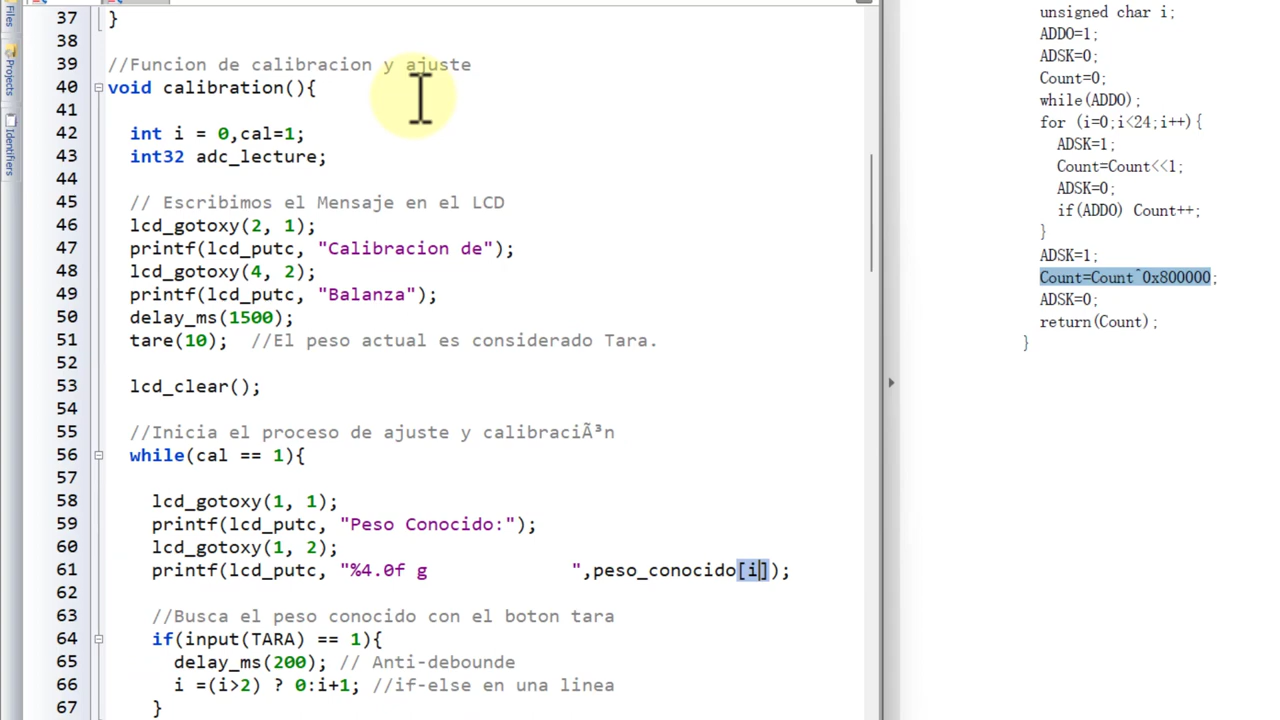 Files
Projects
Identifiers
37 }
38
39 //Funcion de calibracion y ajuste
40 void calibration(){
41
42 int i = 0,cal=1;
43 int32 adc_lecture;
44
45 // Escribimos el Mensaje en el LCD
46 lcd_gotoxy(2, 1);
47 printf(lcd_putc, "Calibracion de");
48 lcd_gotoxy(4, 2);
49 printf(lcd_putc, "Balanza");
50 delay_ms(1500);
51 tare(10);  //El peso actual es considerado Tara.
52
53 lcd_clear();
54
55 //Inicia el proceso de ajuste y calibraciÃ³n
56 while(cal == 1){
57
58 lcd_gotoxy(1, 1);
59 printf(lcd_putc, "Peso Conocido:");
60 lcd_gotoxy(1, 2);
61 printf(lcd_putc, "%4.0f g             ",peso_conocido[i]);
62
63 //Busca el peso conocido con el boton tara
64 if(input(TARA) == 1){
65 delay_ms(200); // Anti-debounde
66 i =(i>2) ? 0:i+1; //if-else en una linea
67 }
unsigned char i;
ADDO=1;
ADSK=0;
Count=0;
while(ADDO);
for (i=0;i<24;i++){
ADSK=1;
Count=Count<<1;
ADSK=0;
if(ADDO) Count++;
}
ADSK=1;
Count=Count^0x800000;
ADSK=0;
return(Count);
}